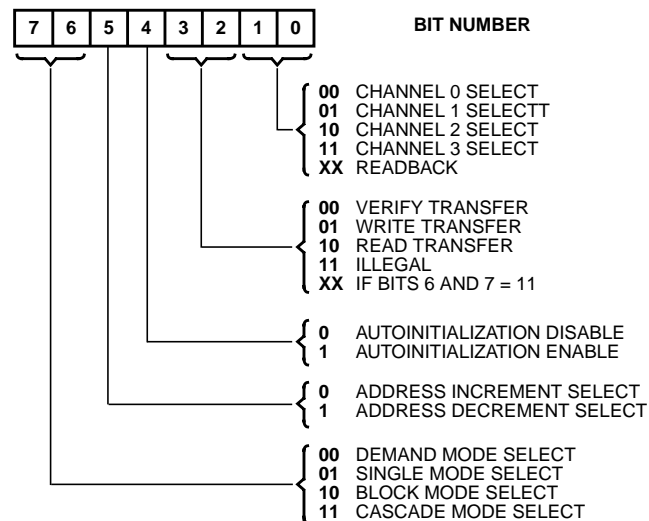 7 6 5 4 3 2 1 0 BIT NUMBER
00 CHANNEL 0 SELECT
01 CHANNEL 1 SELECTT
10 CHANNEL 2 SELECT
11 CHANNEL 3 SELECT
XX READBACK
00 VERIFY TRANSFER
01 WRITE TRANSFER
10 READ TRANSFER
11 ILLEGAL
XX IF BITS 6 AND 7 = 11
0 AUTOINITIALIZATION DISABLE
1 AUTOINITIALIZATION ENABLE
0 ADDRESS INCREMENT SELECT
1 ADDRESS DECREMENT SELECT
00 DEMAND MODE SELECT
01 SINGLE MODE SELECT
10 BLOCK MODE SELECT
11 CASCADE MODE SELECT